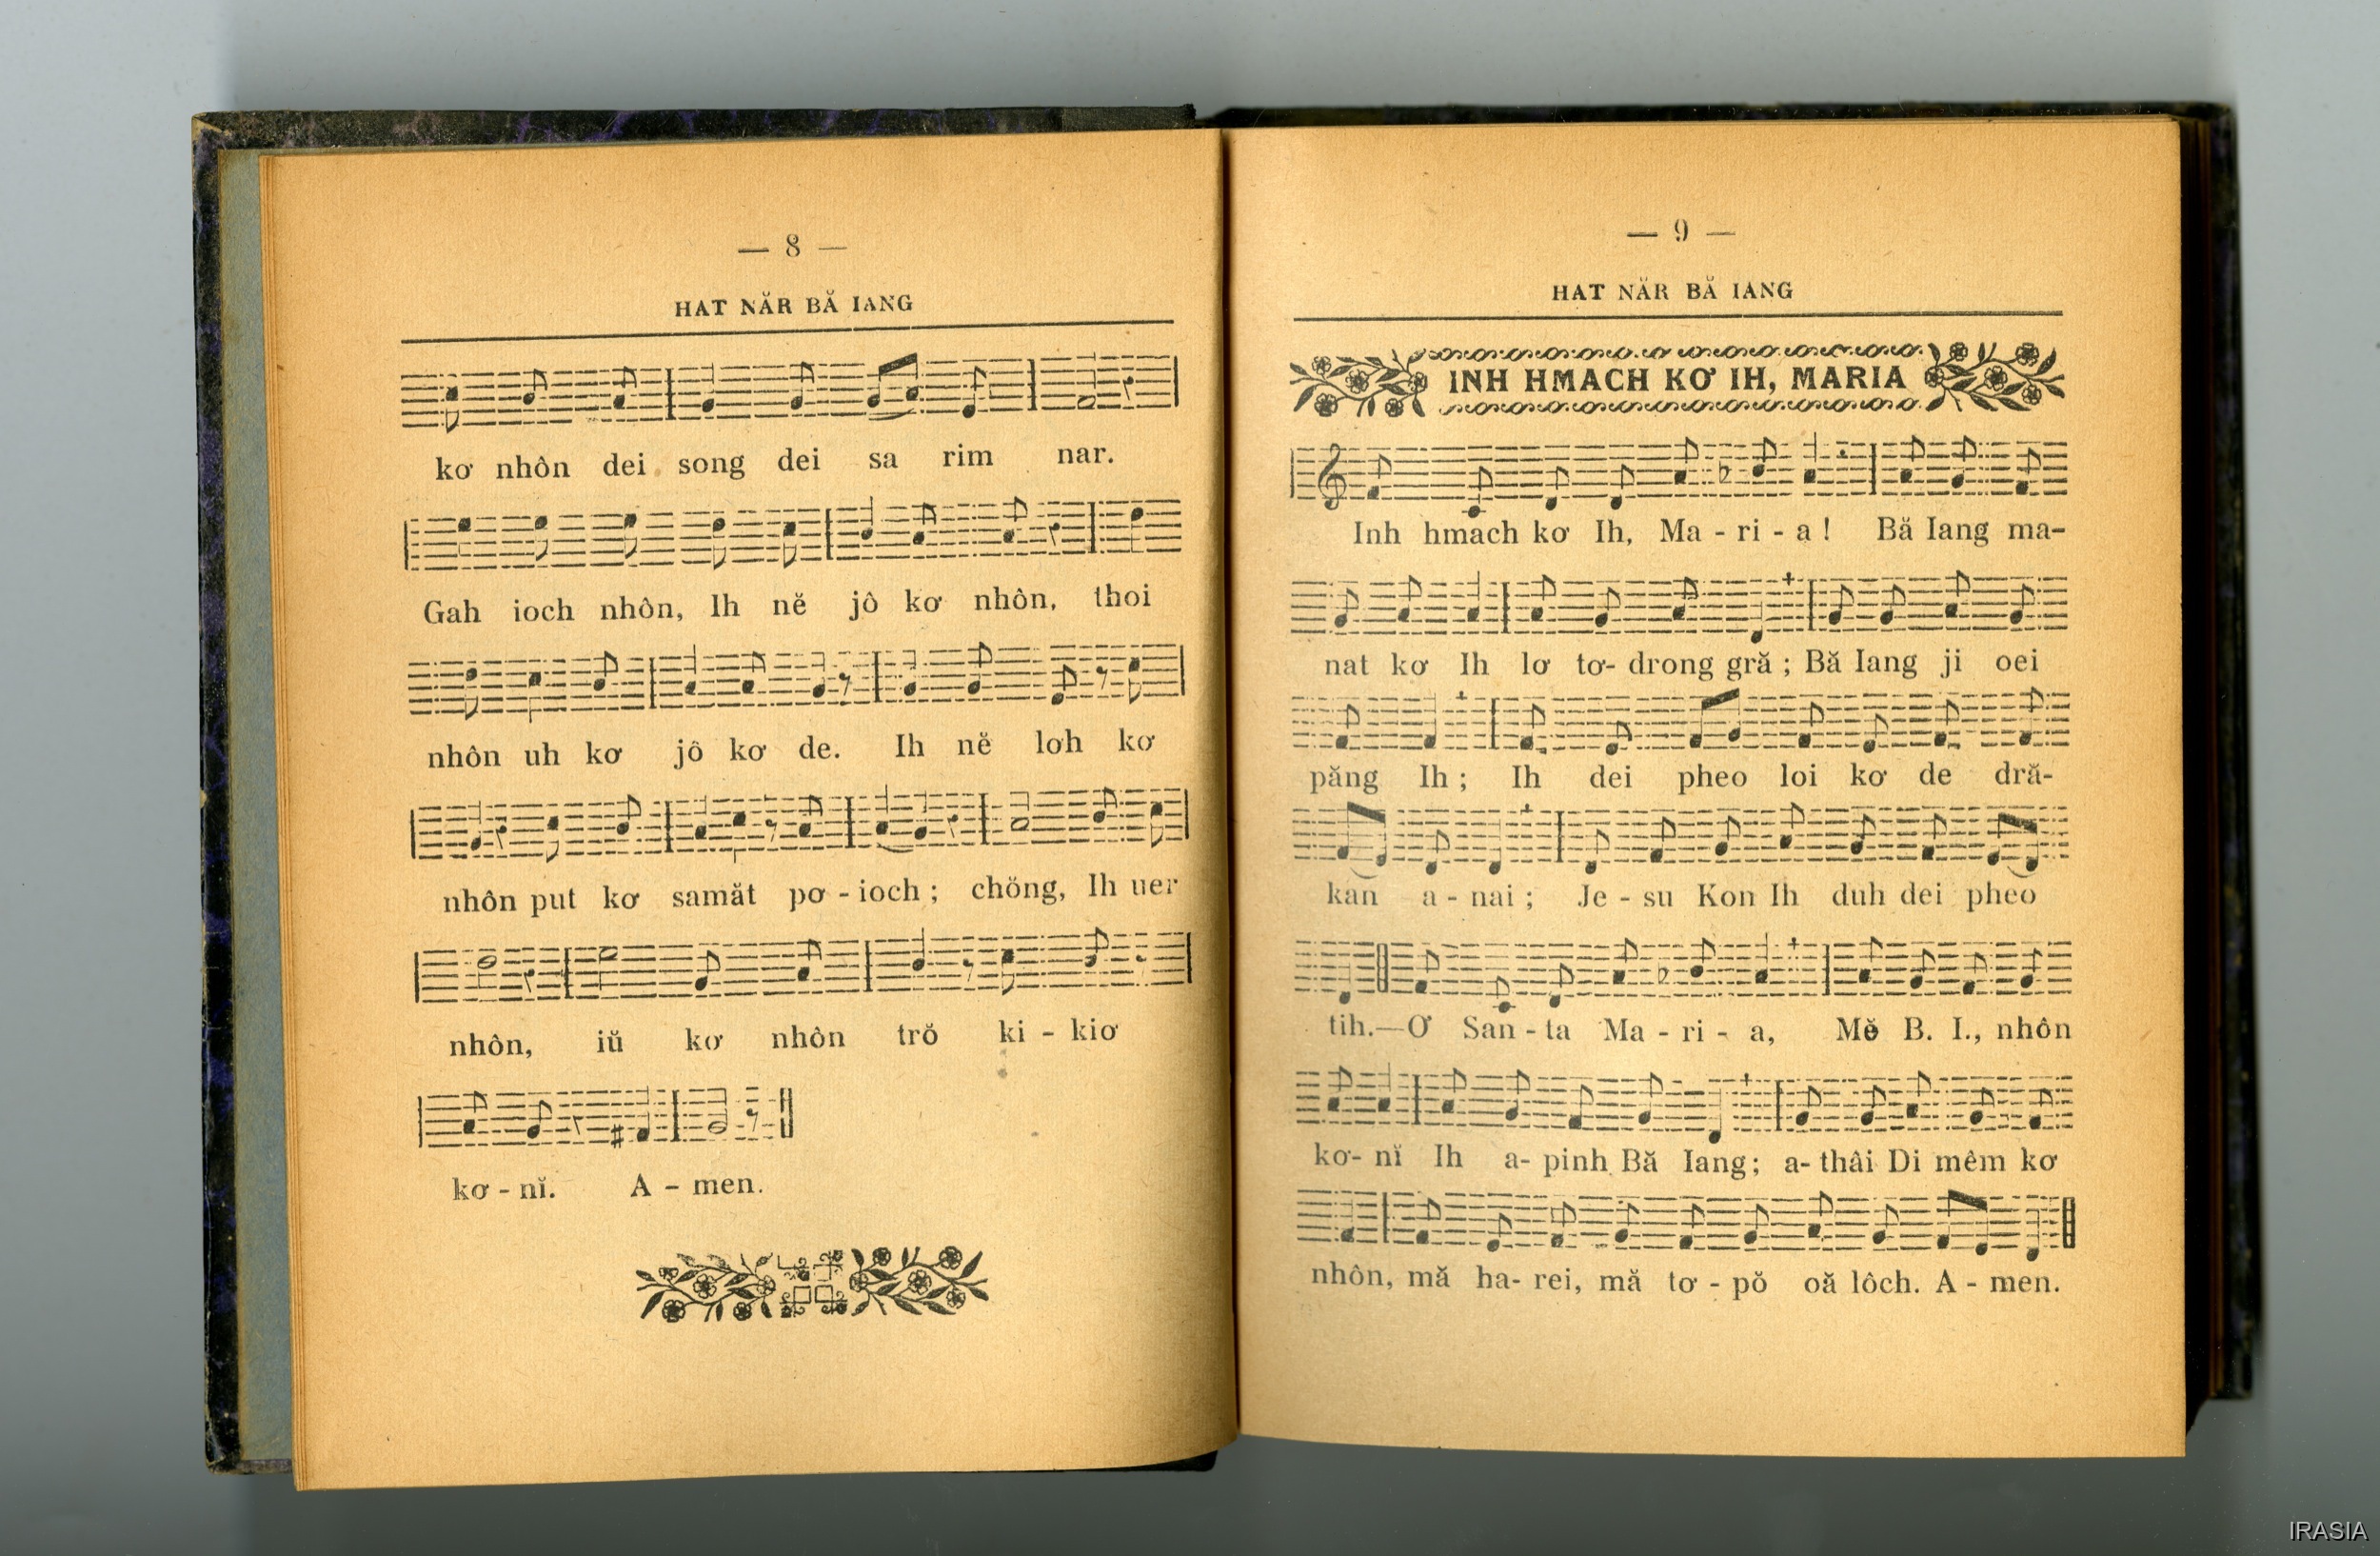 — 8 —
HAT NĂR BĂ IANG
kơ nhôn dei song dei sa rim nar.
Gah ioch nhôn, Ih nĕ jô kơ nhôn, thoi
nhôn uh kơ jô kơ de. Ih nĕ lơh kơ
nhôn put kơ samăt pơ - ioch ; chŏng, Ih uer
nhôn, iŭ kơ nhôn trŏ ki - kiơ
kơ - nĭ. A - men.
— 9 —
HAT NĂR BĂ IANG
INH HMACH KƠ IH, MARIA
Inh hmach kơ Ih, Ma - ri - a ! Bă Iang ma-
nat kơ Ih lơ tơ- drong gră ; Bă Iang ji oei
păng Ih ; Ih dei pheo loi kơ de dră-
kan a - nai ; Je - su Kon Ih duh dei pheo
tih.—Ơ San - ta Ma - ri - a, Mĕ B. I., nhôn
kơ- nĭ Ih a- pinh Bă Iang; a- thâi Di mêm kơ
nhôn, mă ha- rei, mă tơ - pŏ oă lôch. A - men.
IRASIA